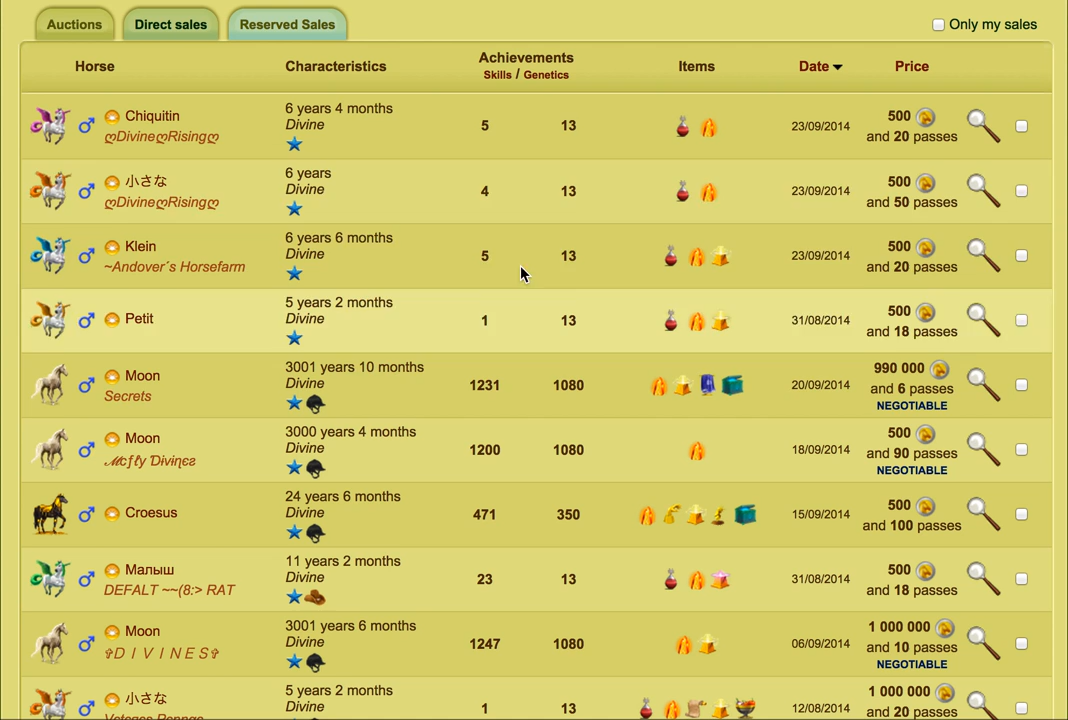 Auctions
Direct sales
Reserved Sales
Only my sales
Horse
Characteristics
Achievements
Skills / Genetics
Items
Date
Price
Chiquitin
ღDivineღRisingღ
6 years 4 months
Divine
5
13
23/09/2014
500
and 20 passes
小さな
ღDivineღRisingღ
6 years
Divine
4
13
23/09/2014
500
and 50 passes
Klein
~Andover´s Horsefarm
6 years 6 months
Divine
5
13
23/09/2014
500
and 20 passes
Petit
5 years 2 months
Divine
1
13
31/08/2014
500
and 18 passes
Moon
Secrets
3001 years 10 months
Divine
1231
1080
20/09/2014
990 000
and 6 passes
NEGOTIABLE
Moon
3000 years 4 months
Divine
1200
1080
18/09/2014
500
and 90 passes
NEGOTIABLE
Croesus
24 years 6 months
Divine
471
350
15/09/2014
500
and 100 passes
Малыш
DEFALT ~~(8:> RAT
11 years 2 months
Divine
23
13
31/08/2014
500
and 18 passes
Moon
✞ＤＩＶＩＮＥＳ✞
3001 years 6 months
Divine
1247
1080
06/09/2014
1 000 000
and 10 passes
NEGOTIABLE
小さな
5 years 2 months
Divine
1
13
12/08/2014
1 000 000
and 20 passes